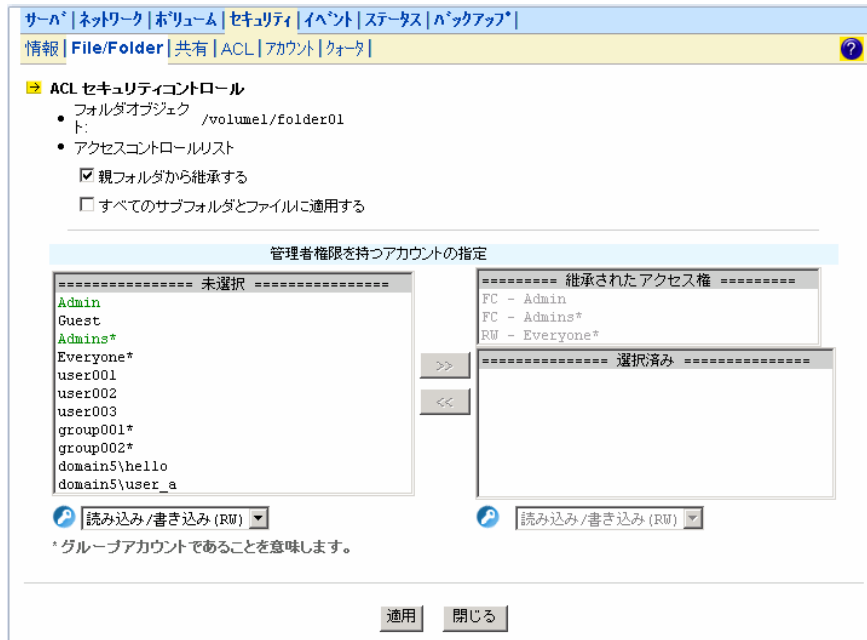 サーバ|ネットワーク|ボリューム|セキュリティ|イベント|ステータス|バックアップ|
情報|File/Folder|共有|ACL|アカウント|クォータ|
?
ACL セキュリティコントロール
フォルダオブジェクト: /volume1/folder01
アクセスコントロールリスト
親フォルダから継承する
すべてのサブフォルダとファイルに適用する
管理者権限を持つアカウントの指定
================ 未選択 ================
Admin
Guest
Admins*
Everyone*
user001
user002
user003
group001*
group002*
domain5\hello
domain5\user_a
>>
<<
========= 継承されたアクセス権 =========
FC - Admin
FC - Admins*
RW - Everyone*
=============== 選択済み ===============
読み込み/書き込み(RW)
読み込み/書き込み(RW)
*グループアカウントであることを意味します。
適用 閉じる